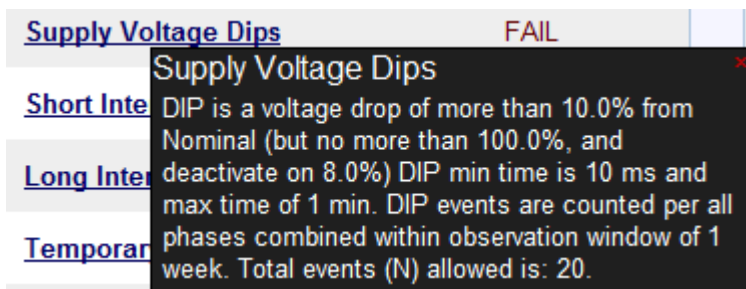 Supply Voltage Dips FAIL
Supply Voltage Dips ×
Short Inte DIP is a voltage drop of more than 10.0% from
Nominal (but no more than 100.0%, and
Long Inter deactivate on 8.0%) DIP min time is 10 ms and
max time of 1 min. DIP events are counted per all
Temporar phases combined within observation window of 1
week. Total events (N) allowed is: 20.